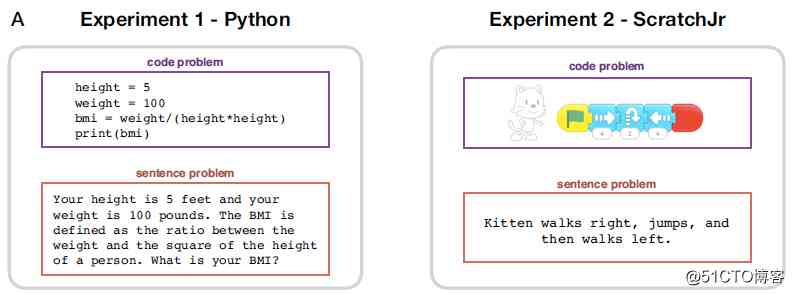 A
Experiment 1 - Python
code problem
height = 5
weight = 100
bmi = weight/(height*height)
print(bmi)
sentence problem
Your height is 5 feet and your
weight is 100 pounds. The BMI is
defined as the ratio between the
weight and the square of the height
of a person. What is your BMI?
Experiment 2 - ScratchJr
code problem
4 2 4
sentence problem
Kitten walks right, jumps, and
then walks left.
@51CTO博客